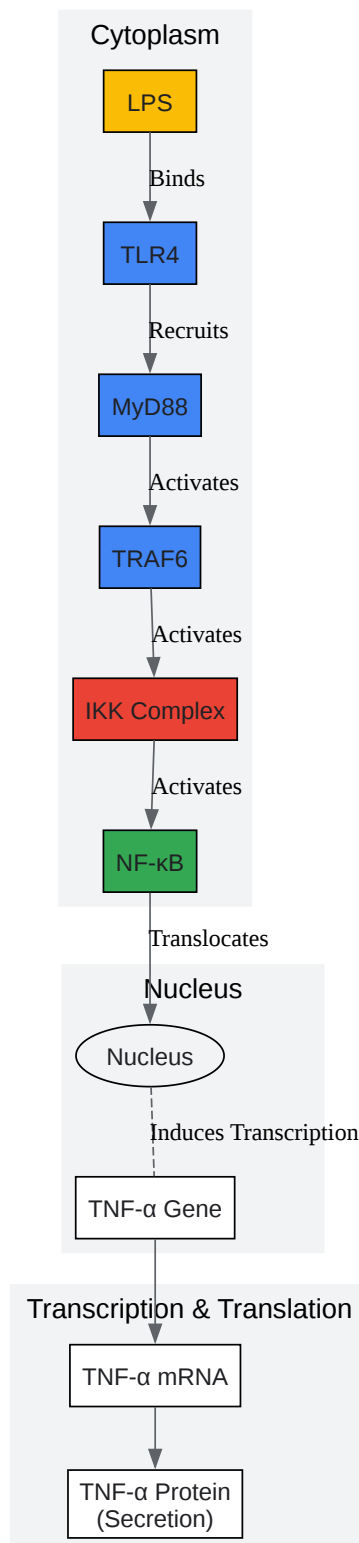 Cytoplasm
LPS
Binds
TLR4
Recruits
MyD88
Activates
TRAF6
Activates
IKK Complex
Activates
NF-κB
Translocates
Nucleus
Nucleus
Induces Transcription
TNF-α Gene
Transcription & Translation
TNF-α mRNA
TNF-α Protein
(Secretion)